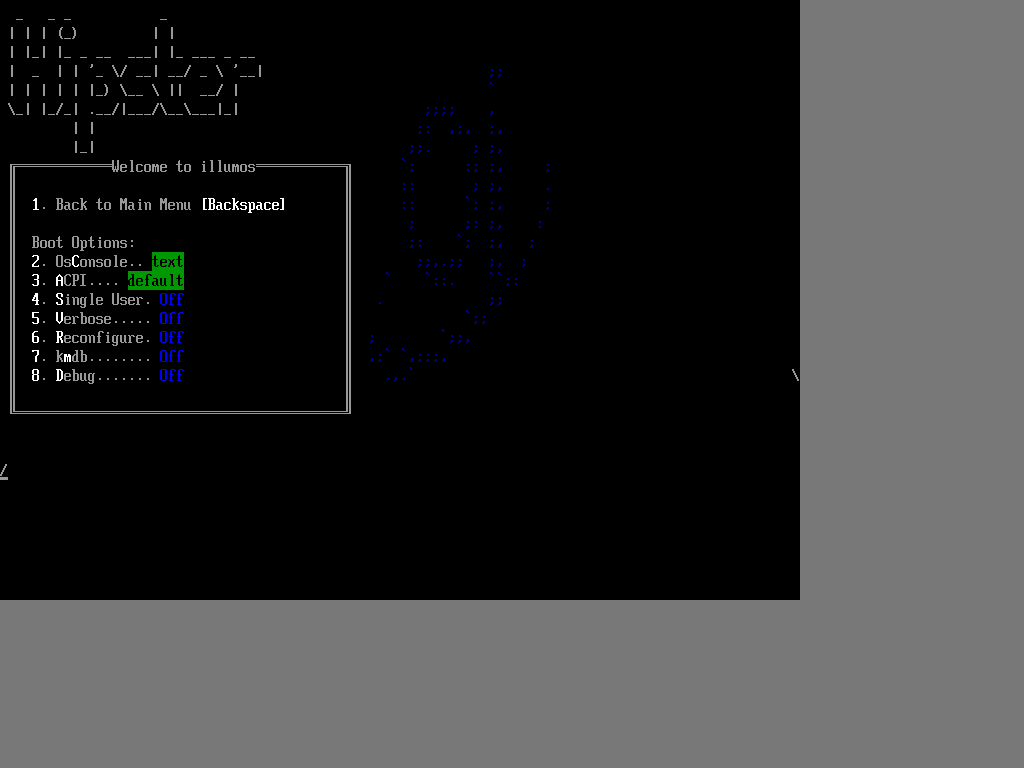 Hipster
Welcome to illumos
1. Back to Main Menu [Backspace]
Boot Options:
2. OsConsole.. text
3. ACPI.... default
4. Single User. Off
5. Verbose..... Off
6. Reconfigure. Off
7. kmdb........ Off
8. Debug....... Off
\
/